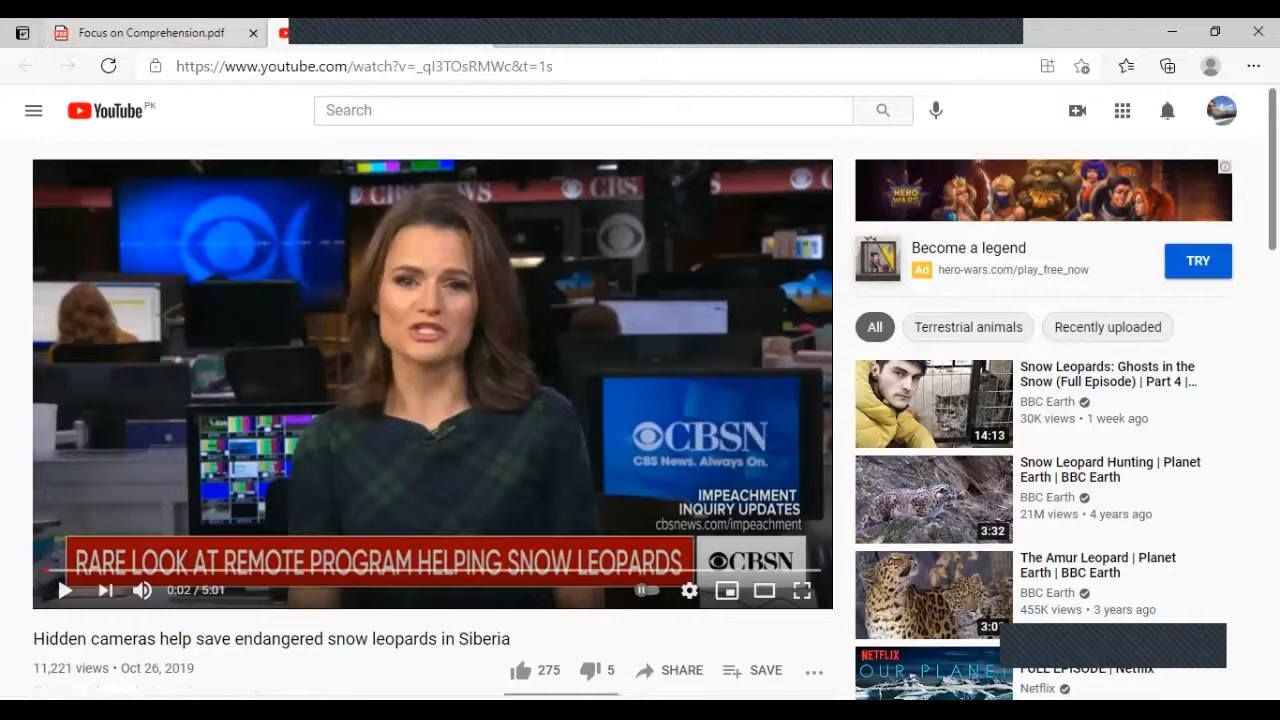 Focus on Comprehension.pdf
https://www.youtube.com/watch?v=_qI3TOsRMWc&t=1s
YouTube PK
Search
CBS
©CBSN
CBS News. Always On.
IMPEACHMENT
INQUIRY UPDATES
cbsnews.com/impeachment
RARE LOOK AT REMOTE PROGRAM HELPING SNOW LEOPARDS
CBSN
0:02 / 5:01
Hidden cameras help save endangered snow leopards in Siberia
11,221 views • Oct 26, 2019
275
5
SHARE
SAVE
HERO
WARS
Become a legend
Ad hero-wars.com/play_free_now
TRY
All
Terrestrial animals
Recently uploaded
14:13
Snow Leopards: Ghosts in the
Snow (Full Episode) | Part 4 |...
BBC Earth
30K views • 1 week ago
3:32
Snow Leopard Hunting | Planet
Earth | BBC Earth
BBC Earth
21M views • 4 years ago
The Amur Leopard | Planet
Earth | BBC Earth
BBC Earth
455K views • 3 years ago
NETFLIX
OUR PLANET
FULL EPISODE | Netflix
Netflix